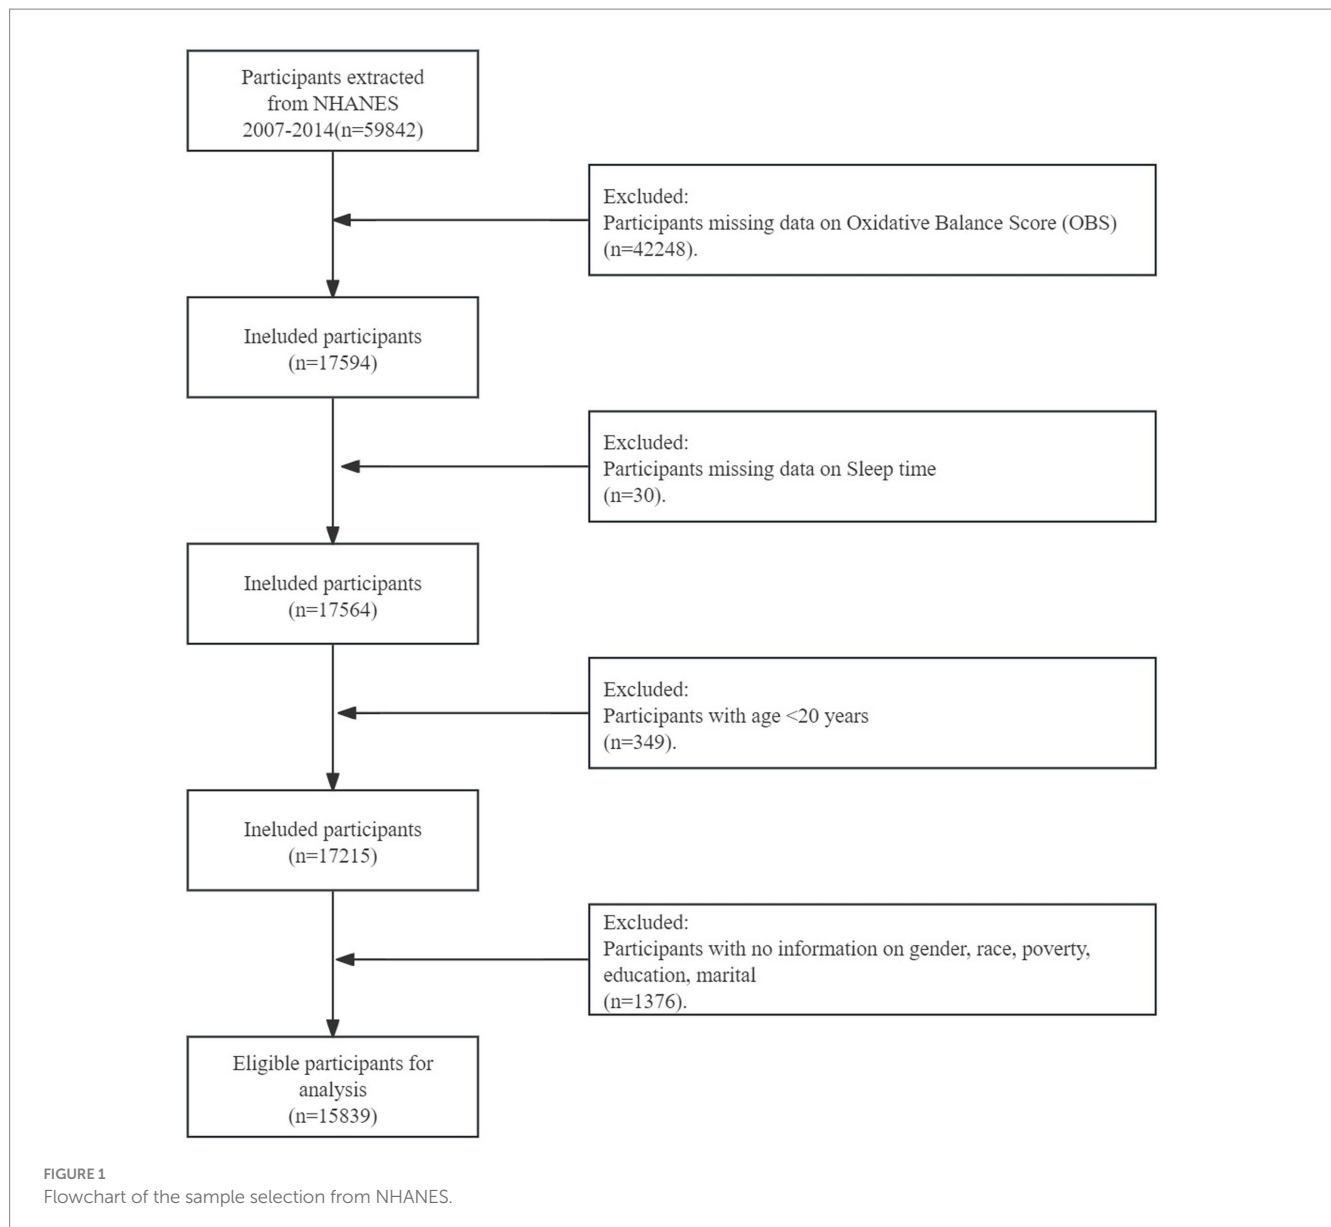 Participants extracted
from NHANES
2007-2014(n=59842)
Excluded:
Participants missing data on Oxidative Balance Score (OBS)
(n=42248).
Ineluded participants
(n=17594)
Excluded:
Participants missing data on Sleep time
(n=30).
Ineluded participants
(n=17564)
Excluded:
Participants with age <20 years
(n=349).
Ineluded participants
(n=17215)
Excluded:
Participants with no information on gender, race, poverty,
education, marital
(n=1376).
Eligible participants for
analysis
(n=15839)
FIGURE 1
Flowchart of the sample selection from NHANES.